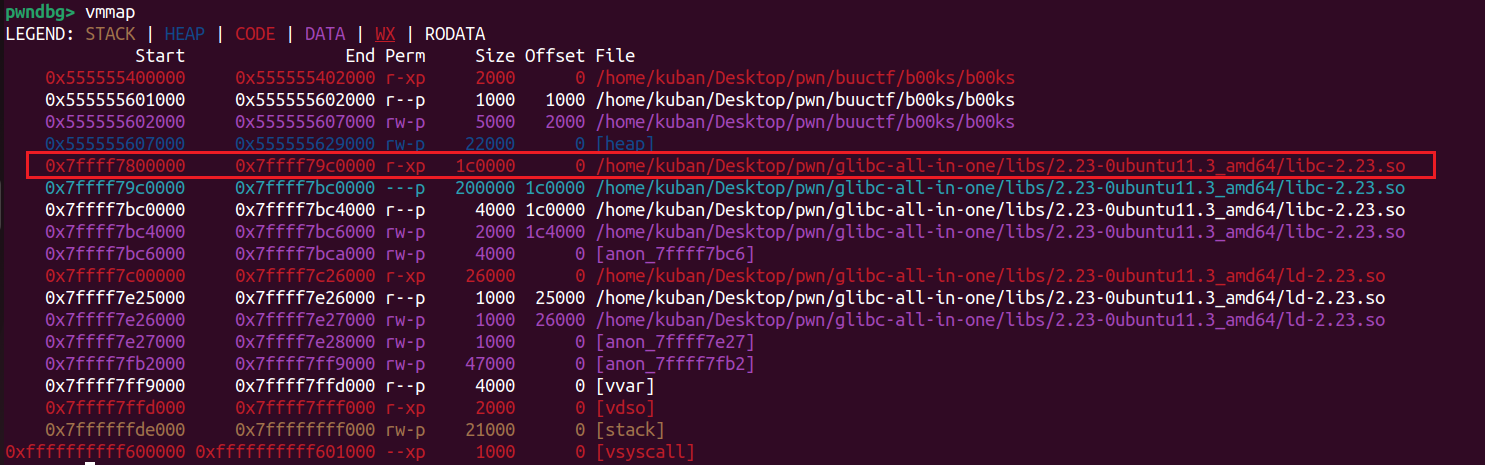 pwndbg> vmmap
LEGEND: STACK | HEAP | CODE | DATA | WX | RODATA
Start End Perm Size Offset File
0x555555400000 0x555555402000 r-xp 2000 0 /home/kuban/Desktop/pwn/buuctf/b00ks/b00ks
0x555555601000 0x555555602000 r--p 1000 1000 /home/kuban/Desktop/pwn/buuctf/b00ks/b00ks
0x555555602000 0x555555607000 rw-p 5000 2000 /home/kuban/Desktop/pwn/buuctf/b00ks/b00ks
0x555555607000 0x555555629000 rw-p 22000 0 [heap]
0x7ffff7800000 0x7ffff79c0000 r-xp 1c0000 0 /home/kuban/Desktop/pwn/glibc-all-in-one/libs/2.23-0ubuntu11.3_amd64/libc-2.23.so
0x7ffff79c0000 0x7ffff7bc0000 ---p 200000 1c0000 /home/kuban/Desktop/pwn/glibc-all-in-one/libs/2.23-0ubuntu11.3_amd64/libc-2.23.so
0x7ffff7bc0000 0x7ffff7bc4000 r--p 4000 1c0000 /home/kuban/Desktop/pwn/glibc-all-in-one/libs/2.23-0ubuntu11.3_amd64/libc-2.23.so
0x7ffff7bc4000 0x7ffff7bc6000 rw-p 2000 1c4000 /home/kuban/Desktop/pwn/glibc-all-in-one/libs/2.23-0ubuntu11.3_amd64/libc-2.23.so
0x7ffff7bc6000 0x7ffff7bca000 rw-p 4000 0 [anon_7ffff7bc6]
0x7ffff7c00000 0x7ffff7c26000 r-xp 26000 0 /home/kuban/Desktop/pwn/glibc-all-in-one/libs/2.23-0ubuntu11.3_amd64/ld-2.23.so
0x7ffff7e25000 0x7ffff7e26000 r--p 1000 25000 /home/kuban/Desktop/pwn/glibc-all-in-one/libs/2.23-0ubuntu11.3_amd64/ld-2.23.so
0x7ffff7e26000 0x7ffff7e27000 rw-p 1000 26000 /home/kuban/Desktop/pwn/glibc-all-in-one/libs/2.23-0ubuntu11.3_amd64/ld-2.23.so
0x7ffff7e27000 0x7ffff7e28000 rw-p 1000 0 [anon_7ffff7e27]
0x7ffff7fb2000 0x7ffff7ff9000 rw-p 47000 0 [anon_7ffff7fb2]
0x7ffff7ff9000 0x7ffff7ffd000 r--p 4000 0 [vvar]
0x7ffff7ffd000 0x7ffff7fff000 r-xp 2000 0 [vdso]
0x7ffffffde000 0x7ffffffff000 rw-p 21000 0 [stack]
0xffffffffff600000 0xffffffffff601000 --xp 1000 0 [vsyscall]